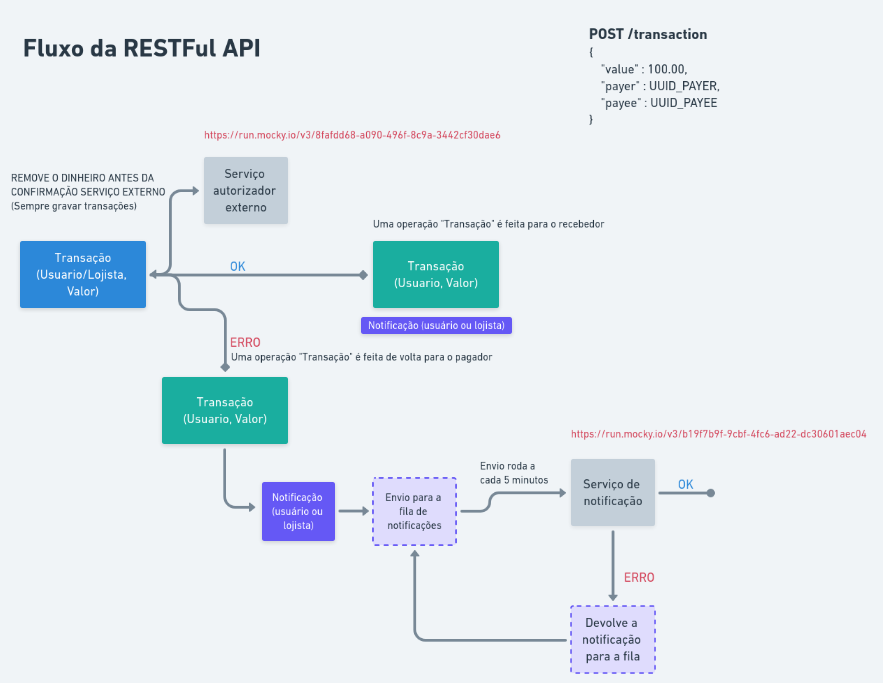 Fluxo da RESTFul API
POST /transaction
{
"value" : 100.00,
"payer" : UUID_PAYER,
"payee" : UUID_PAYEE
}
https://run.mocky.io/v3/8fafdd68-a090-496f-8c9a-3442cf30dae6
REMOVE O DINHEIRO ANTES DA
CONFIRMAÇÃO SERVIÇO EXTERNO
(Sempre gravar transações)
Serviço
autorizador
externo
Uma operação "Transação" é feita para o recebedor
Transação
(Usuario/Lojista,
Valor)
OK
Transação
(Usuario, Valor)
Notificação (usuário ou lojista)
ERRO
Uma operação "Transação" é feita de volta para o pagador
Transação
(Usuario, Valor)
https://run.mocky.io/v3/b19f7b9f-9cbf-4fc6-ad22-dc30601aec04
Notificação
(usuário ou
lojista)
Envio para a
fila de
notificações
Envio roda a
cada 5 minutos
Serviço de
notificação
OK
ERRO
Devolve a
notificação
para a fila